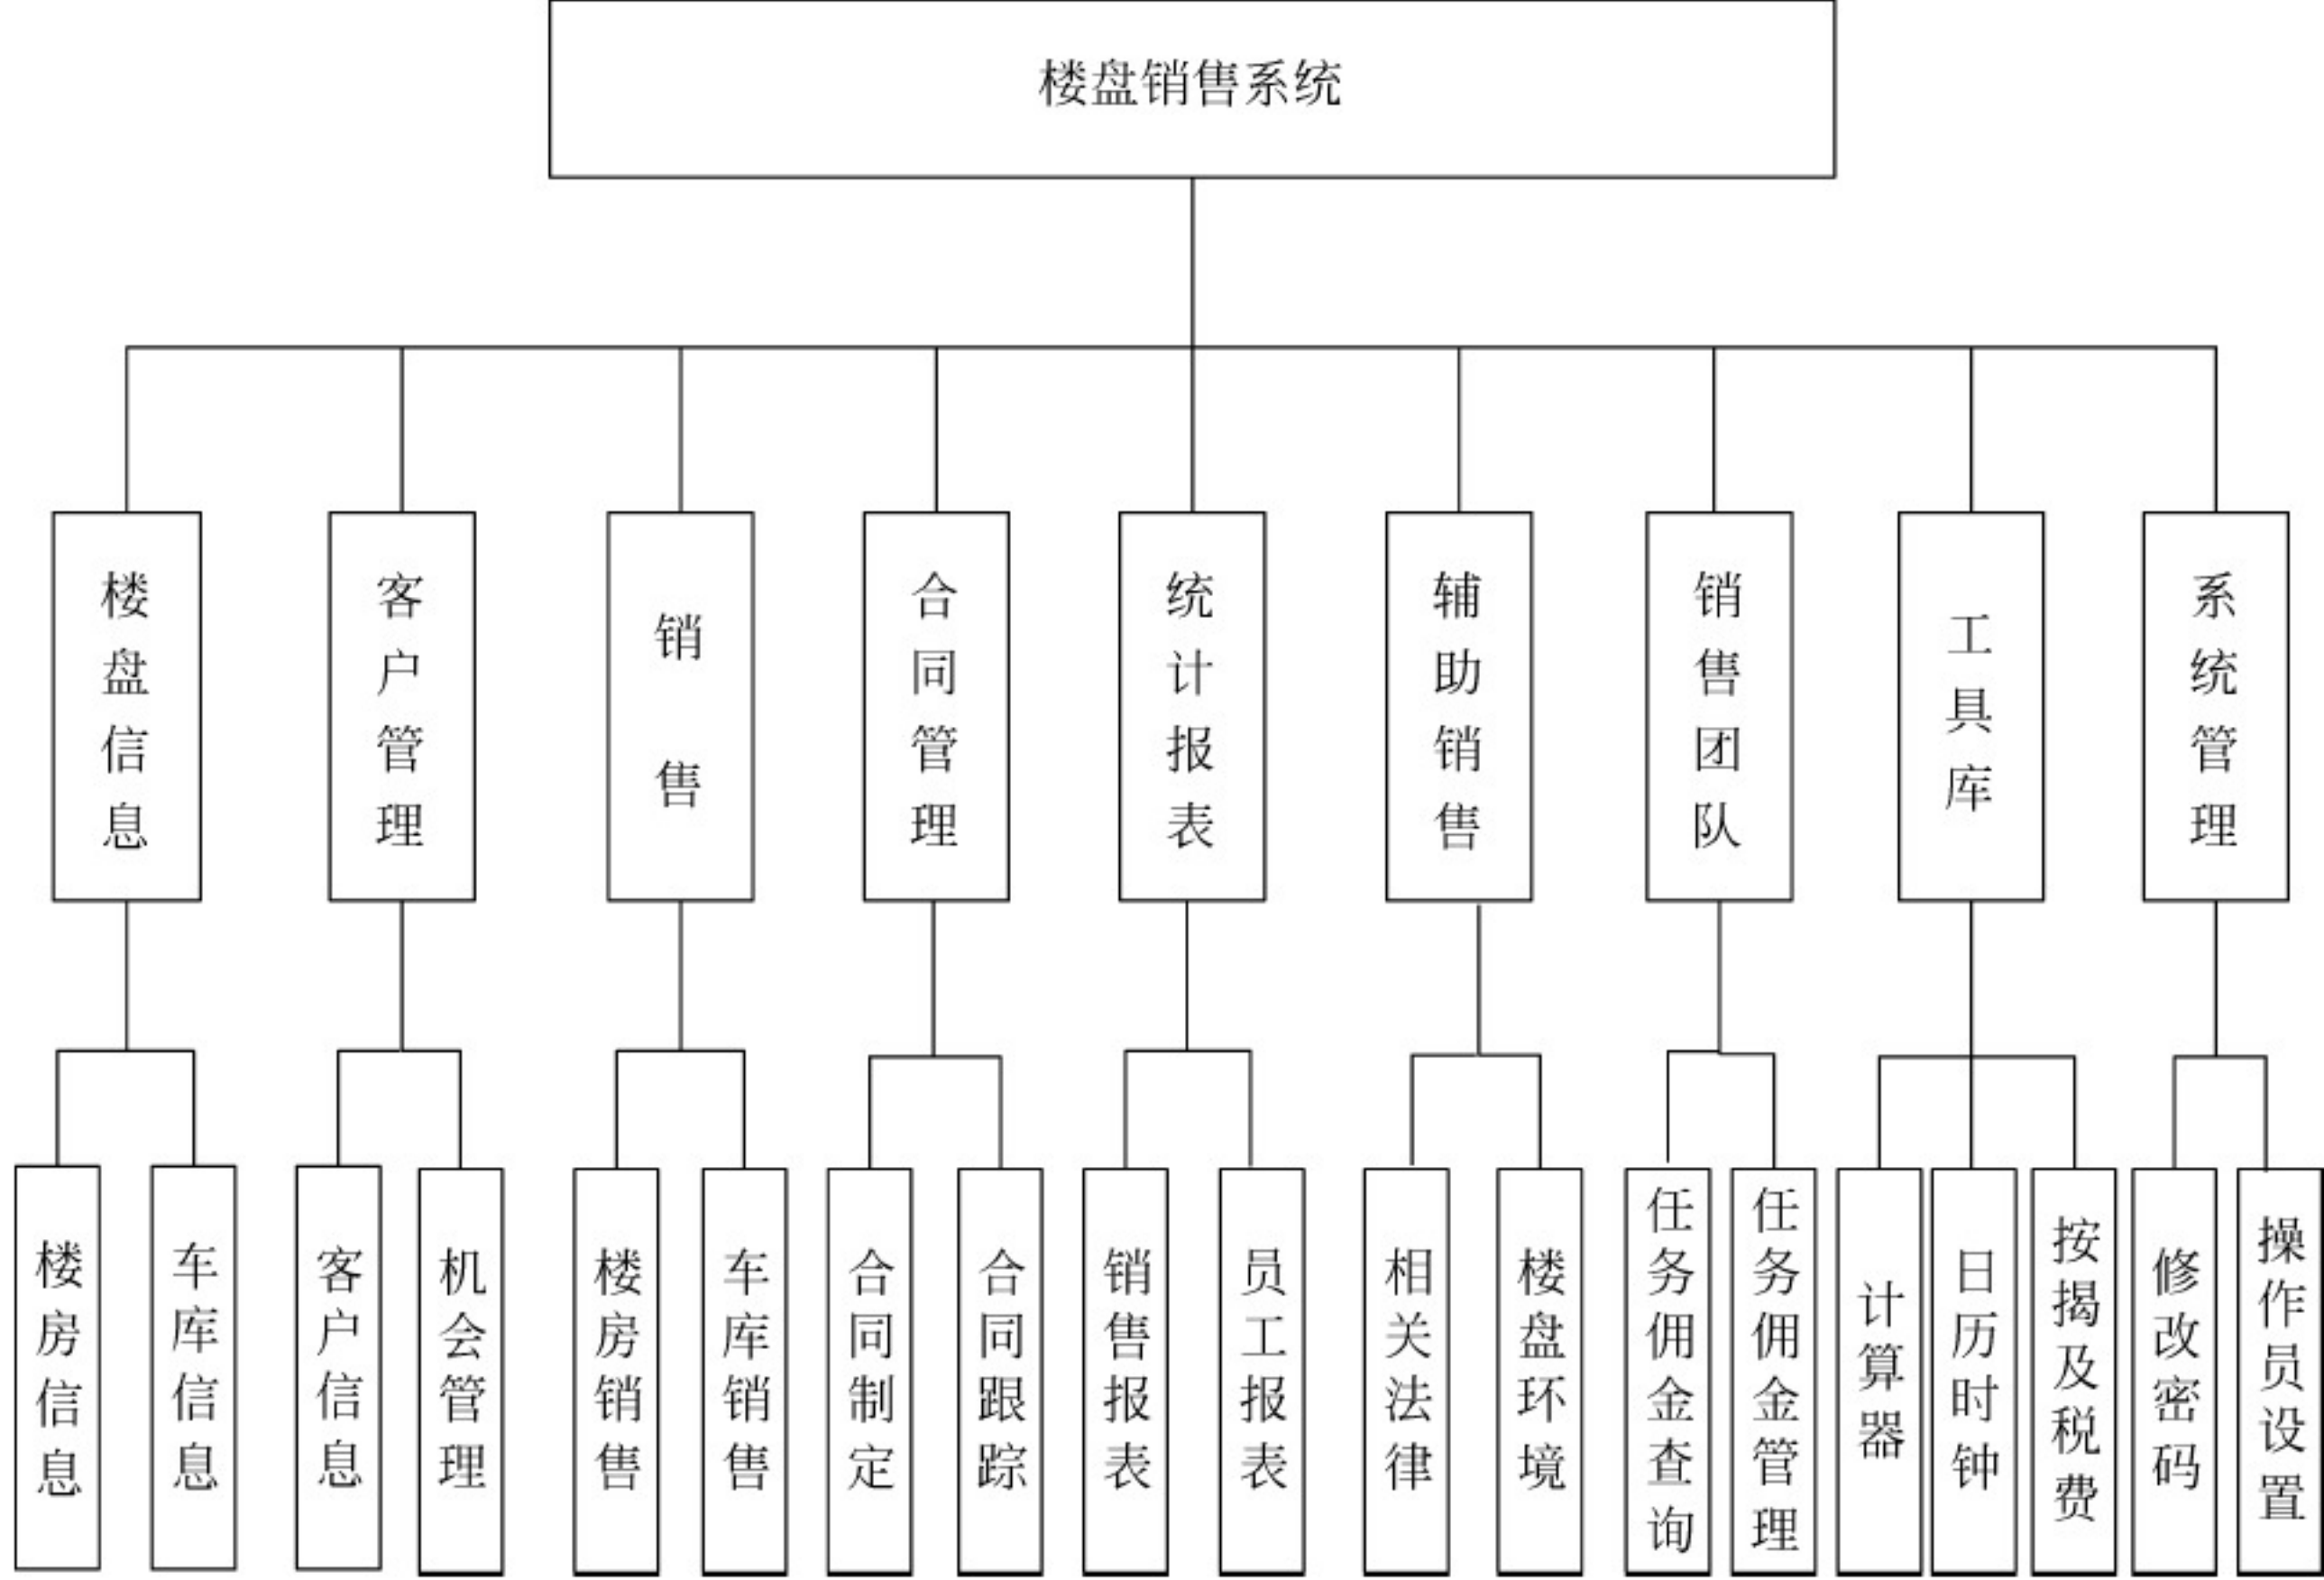 楼盘销售系统
楼盘信息
客户管理
销售
合同管理
统计报表
辅助销售
销售团队
工具库
系统管理
楼房信息
车库信息
客户信息
机会管理
楼房销售
车库销售
合同制定
合同跟踪
销售报表
员工报表
相关法律
楼盘环境
任务佣金查询
任务佣金管理
计算器
日历时钟
按揭及税费
修改密码
操作员设置